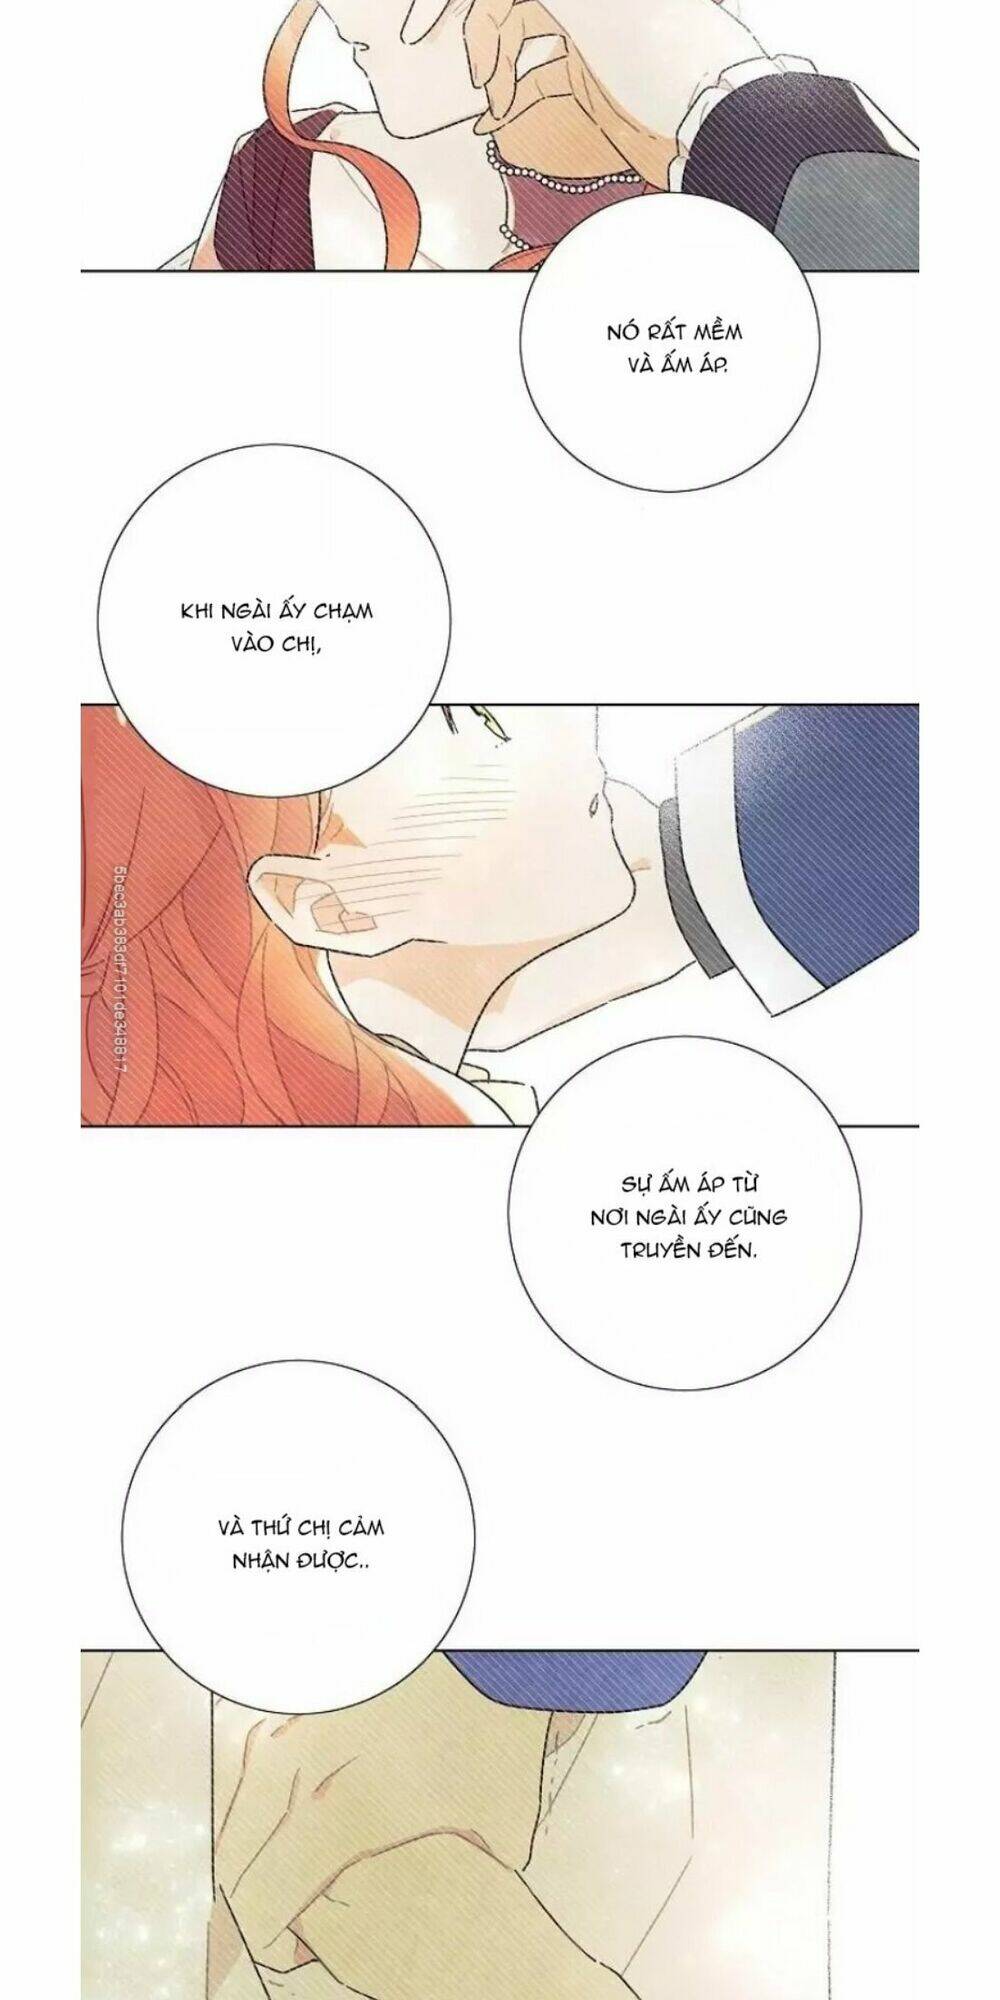 NÓ RẤT MỀM
VÀ ẤM ÁP.
KHI NGÀI ẤY CHẠM
VÀO CHỊ,
5bec3ab383df7101de348817
SỰ ẤM ÁP TỪ
NƠI NGÀI ẤY CŨNG
TRUYỀN ĐẾN.
VÀ THỨ CHỊ CẢM
NHẬN ĐƯỢC..